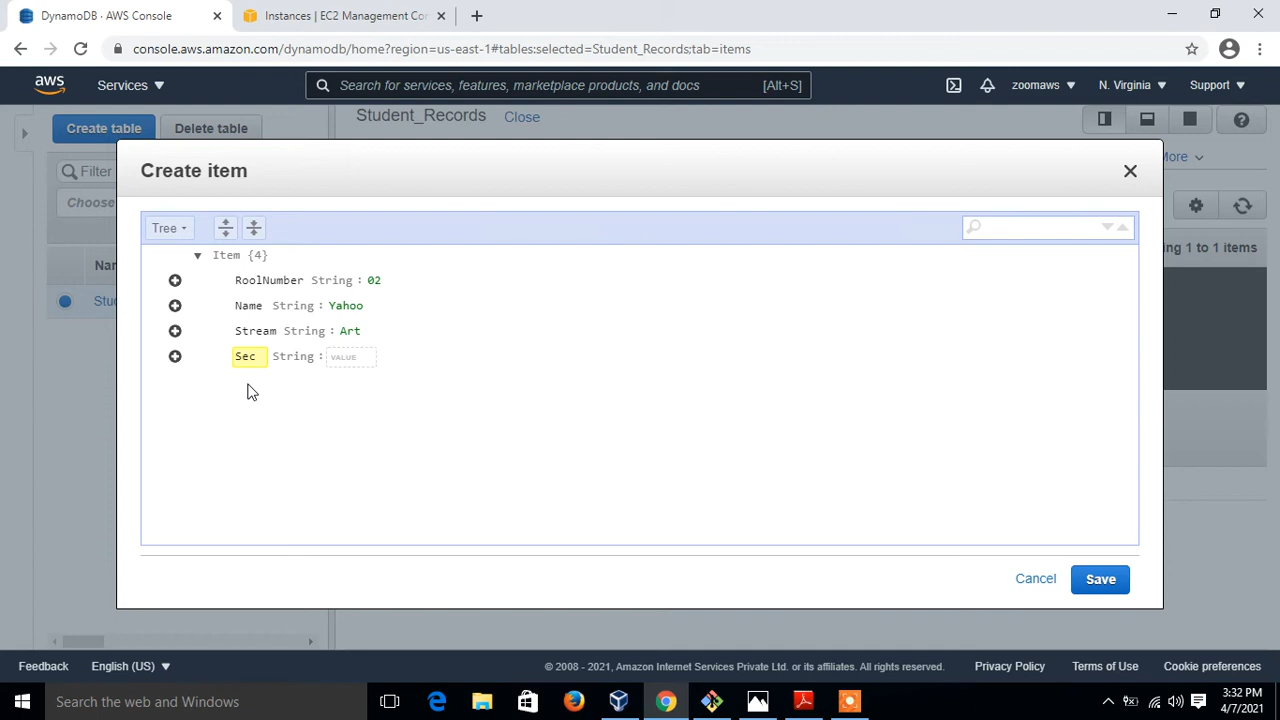 DynamoDB · AWS Console
Instances | EC2 Management Con
console.aws.amazon.com/dynamodb/home?region=us-east-1#tables:selected=Student_Records;tab=items
aws Services Search for services, features, marketplace products, and docs [Alt+S] zoomaws N. Virginia Support
Create table Delete table Student_Records Close
Filter More
Choose
Create item
Tree
Item {4}
RoolNumber String : 02
Name String : Yahoo
Stream String : Art
Sec String : VALUE
ing 1 to 1 items
Nar
Stu
Cancel Save
Feedback English (US) © 2008 - 2021, Amazon Internet Services Private Ltd. or its affiliates. All rights reserved. Privacy Policy Terms of Use Cookie preferences
Search the web and Windows
3:32 PM
4/7/2021